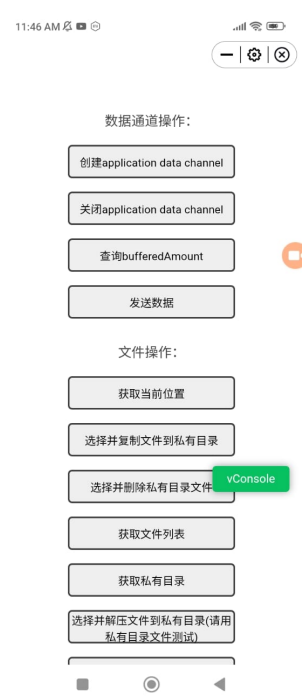 11:46 AM
数据通道操作：
创建application data channel
关闭application data channel
查询bufferedAmount
发送数据
文件操作：
获取当前位置
选择并复制文件到私有目录
选择并删除私有目录文件
vConsole
获取文件列表
获取私有目录
选择并解压文件到私有目录(请用
私有目录文件测试)